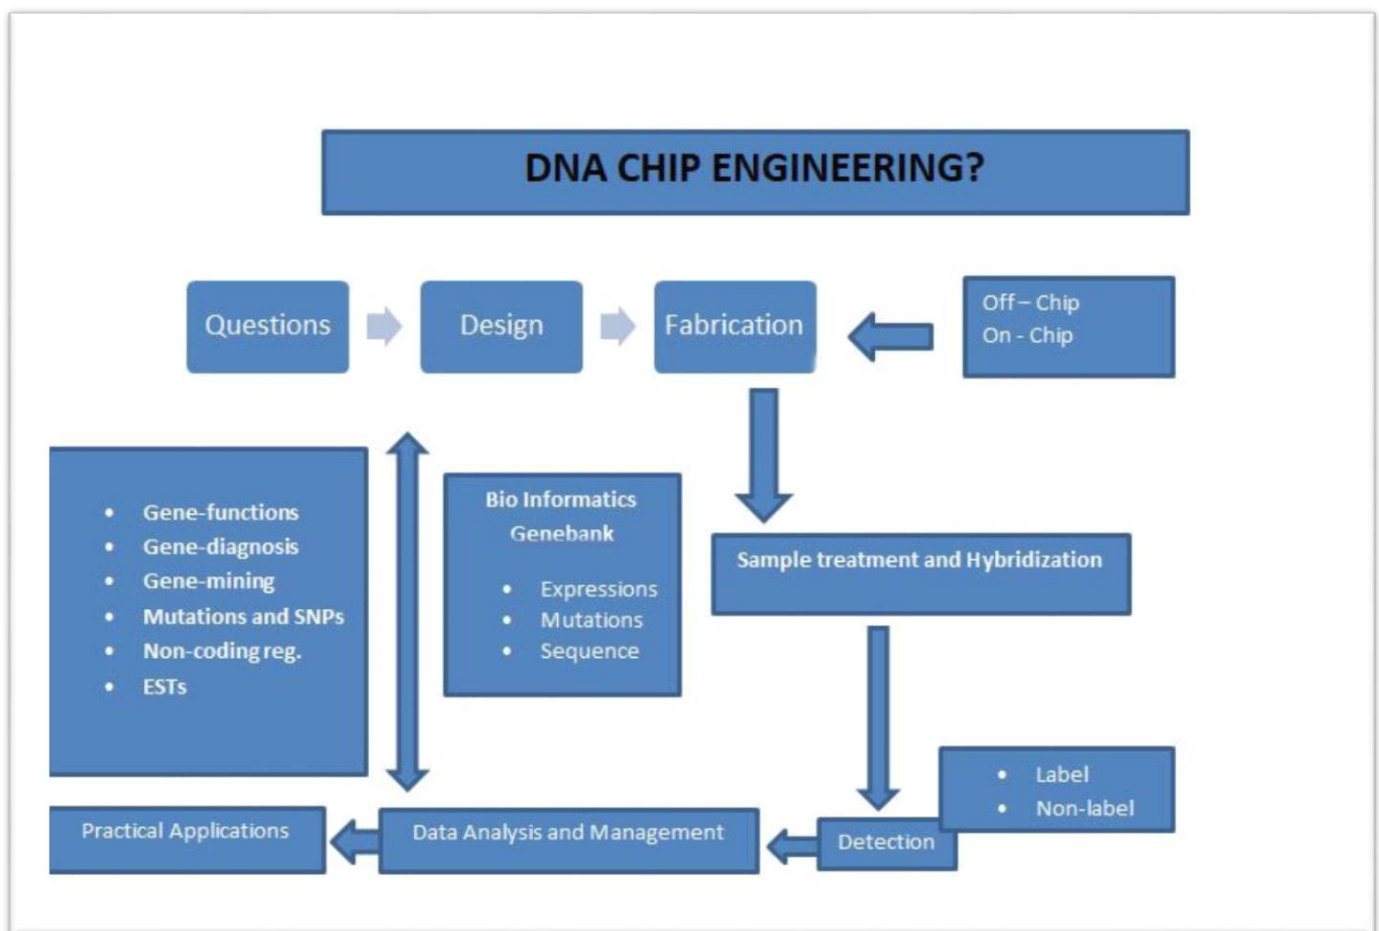 DNA CHIP ENGINEERING?
Questions
Design
Fabrication
Off – Chip
On - Chip
• Gene-functions
• Gene-diagnosis
• Gene-mining
• Mutations and SNPs
• Non-coding reg.
• ESTs
Bio Informatics
Genebank
• Expressions
• Mutations
• Sequence
Sample treatment and Hybridization
• Label
• Non-label
Detection
Data Analysis and Management
Practical Applications